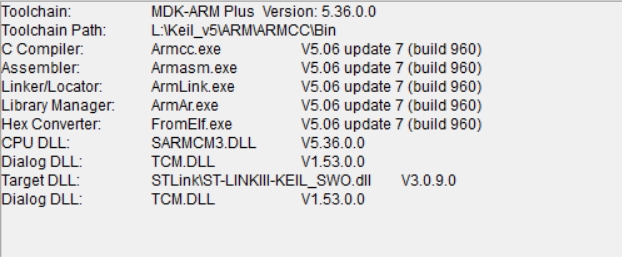 Toolchain: MDK-ARM Plus Version: 5.36.0.0
Toolchain Path: L:\Keil_v5\ARM\ARMCC\Bin
C Compiler: Armcc.exe V5.06 update 7 (build 960)
Assembler: Armasm.exe V5.06 update 7 (build 960)
Linker/Locator: ArmLink.exe V5.06 update 7 (build 960)
Library Manager: ArmAr.exe V5.06 update 7 (build 960)
Hex Converter: FromElf.exe V5.06 update 7 (build 960)
CPU DLL: SARMCM3.DLL V5.36.0.0
Dialog DLL: TCM.DLL V1.53.0.0
Target DLL: STLink\ST-LINKIII-KEIL_SWO.dll V3.0.9.0
Dialog DLL: TCM.DLL V1.53.0.0